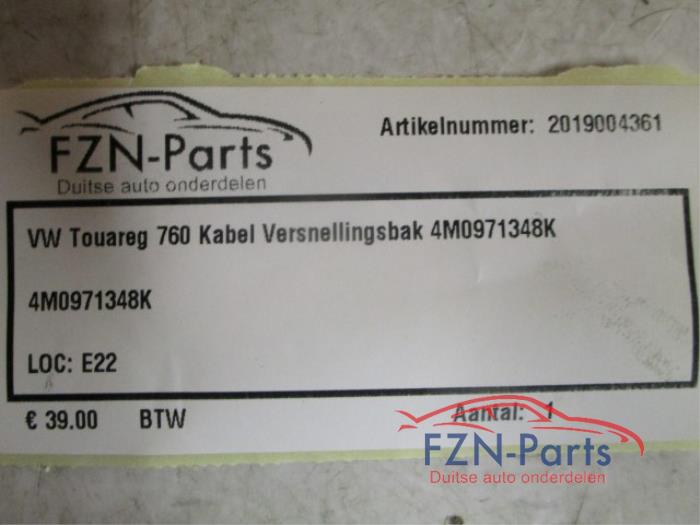 FZN-Parts
Duitse auto onderdelen
Artikelnummer: 2019004361
VW Touareg 760 Kabel Versnellingsbak 4M0971348K
4M0971348K
LOC: E22
€ 39.00 BTW Aantal: 1
FZN-Parts
Duitse auto onderdelen